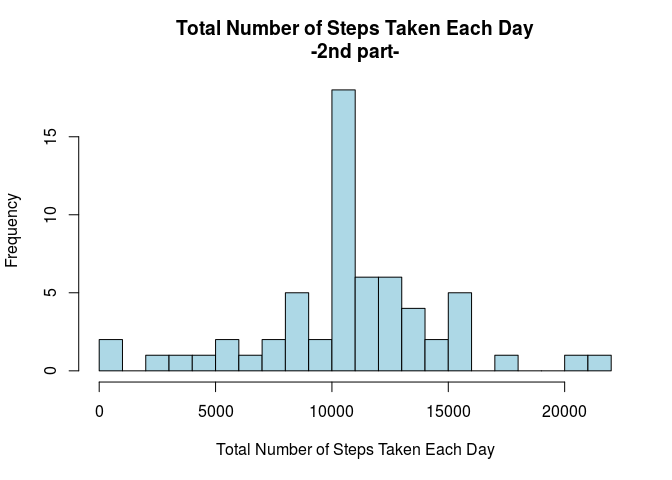 Total Number of Steps Taken Each Day
-2nd part-
Frequency
15
10
5
0
0 5000 10000 15000 20000
Total Number of Steps Taken Each Day